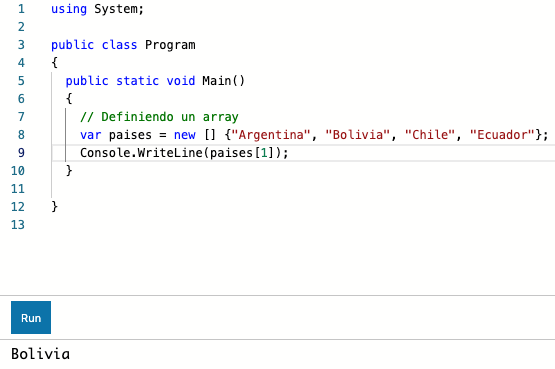 1 using System;
2
3 public class Program
4 {
5 public static void Main()
6 {
7 // Definiendo un array
8 var paises = new [] {"Argentina", "Bolivia", "Chile", "Ecuador"};
9 Console.WriteLine(paises[1]);
10 }
11
12 }
13
Run
Bolivia